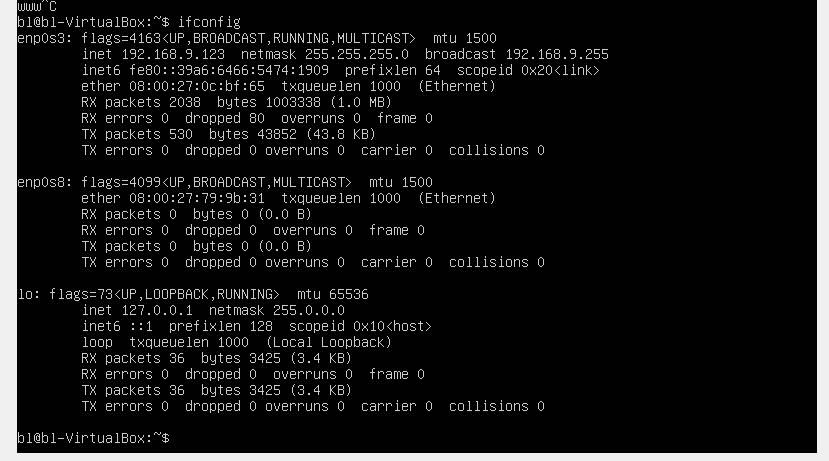 www^C
bl@bl-VirtualBox:~$ ifconfig
enp0s3: flags=4163<UP,BROADCAST,RUNNING,MULTICAST>  mtu 1500
        inet 192.168.9.123  netmask 255.255.255.0  broadcast 192.168.9.255
        inet6 fe80::39a6:6466:5474:1909  prefixlen 64  scopeid 0x20<link>
        ether 08:00:27:0c:bf:65  txqueuelen 1000  (Ethernet)
        RX packets 2038  bytes 1003338 (1.0 MB)
        RX errors 0  dropped 80  overruns 0  frame 0
        TX packets 530  bytes 43852 (43.8 KB)
        TX errors 0  dropped 0 overruns 0  carrier 0  collisions 0

enp0s8: flags=4099<UP,BROADCAST,MULTICAST>  mtu 1500
        ether 08:00:27:79:9b:31  txqueuelen 1000  (Ethernet)
        RX packets 0  bytes 0 (0.0 B)
        RX errors 0  dropped 0  overruns 0  frame 0
        TX packets 0  bytes 0 (0.0 B)
        TX errors 0  dropped 0 overruns 0  carrier 0  collisions 0

lo: flags=73<UP,LOOPBACK,RUNNING>  mtu 65536
        inet 127.0.0.1  netmask 255.0.0.0
        inet6 ::1  prefixlen 128  scopeid 0x10<host>
        loop  txqueuelen 1000  (Local Loopback)
        RX packets 36  bytes 3425 (3.4 KB)
        RX errors 0  dropped 0  overruns 0  frame 0
        TX packets 36  bytes 3425 (3.4 KB)
        TX errors 0  dropped 0 overruns 0  carrier 0  collisions 0

bl@bl-VirtualBox:~$